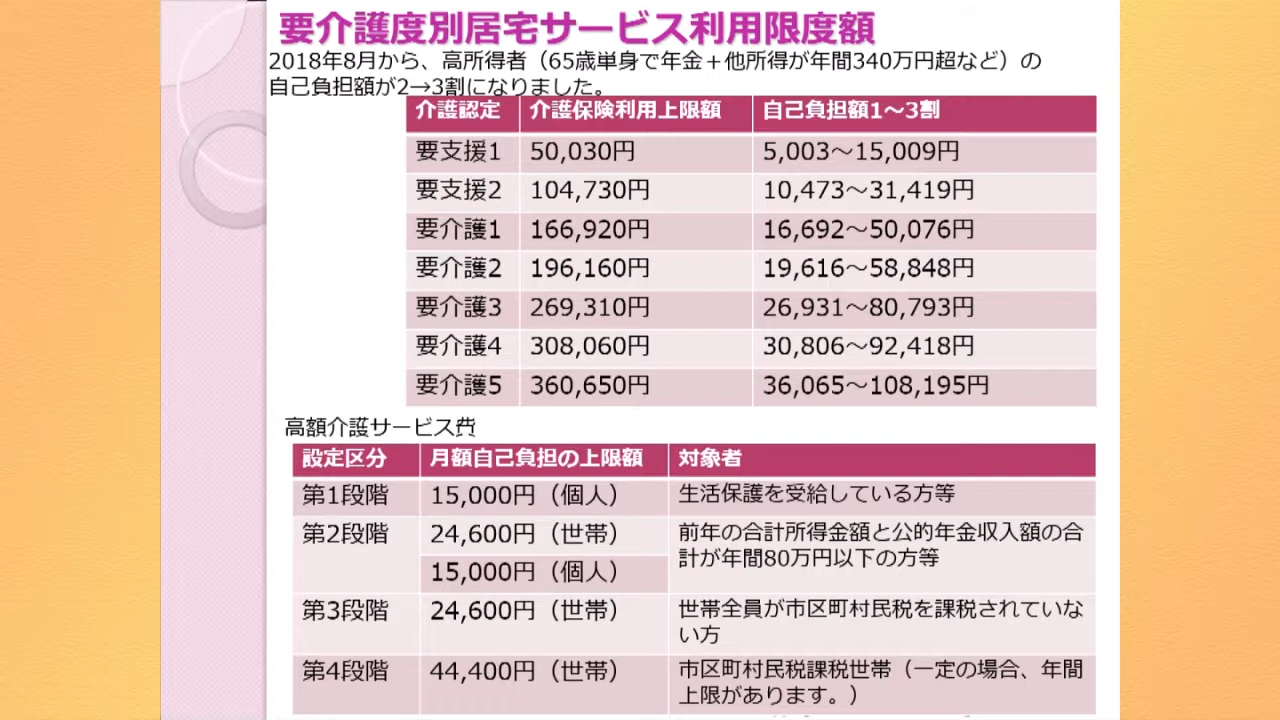 要介護度別居宅サービス利用限度額
2018年8月から、高所得者（65歳単身で年金＋他所得が年間340万円超など）の
自己負担額が2→3割になりました。
介護認定 介護保険利用上限額 自己負担額1～3割
要支援1 50,030円 5,003～15,009円
要支援2 104,730円 10,473～31,419円
要介護1 166,920円 16,692～50,076円
要介護2 196,160円 19,616～58,848円
要介護3 269,310円 26,931～80,793円
要介護4 308,060円 30,806～92,418円
要介護5 360,650円 36,065～108,195円
高額介護サービス費
設定区分 月額自己負担の上限額 対象者
第1段階 15,000円（個人） 生活保護を受給している方等
第2段階 24,600円（世帯） 前年の合計所得金額と公的年金収入額の合
計が年間80万円以下の方等
15,000円（個人）
第3段階 24,600円（世帯） 世帯全員が市区町村民税を課税されていな
い方
第4段階 44,400円（世帯） 市区町村民税課税世帯（一定の場合、年間
上限があります。）